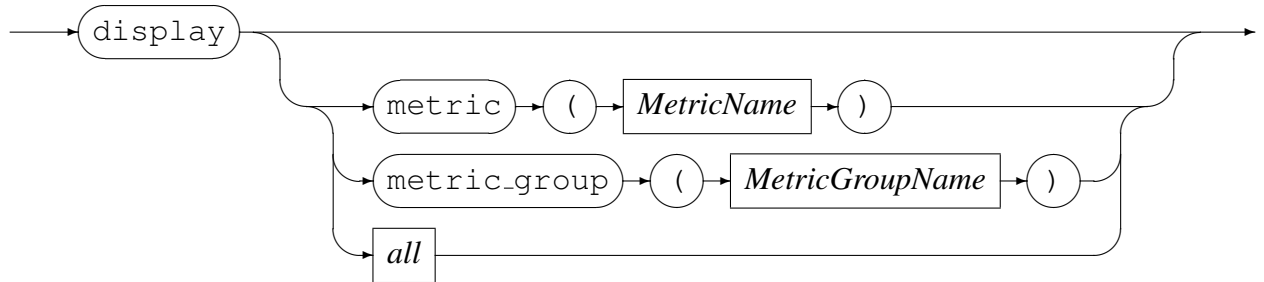 display
metric ( MetricName )
metric_group ( MetricGroupName )
all